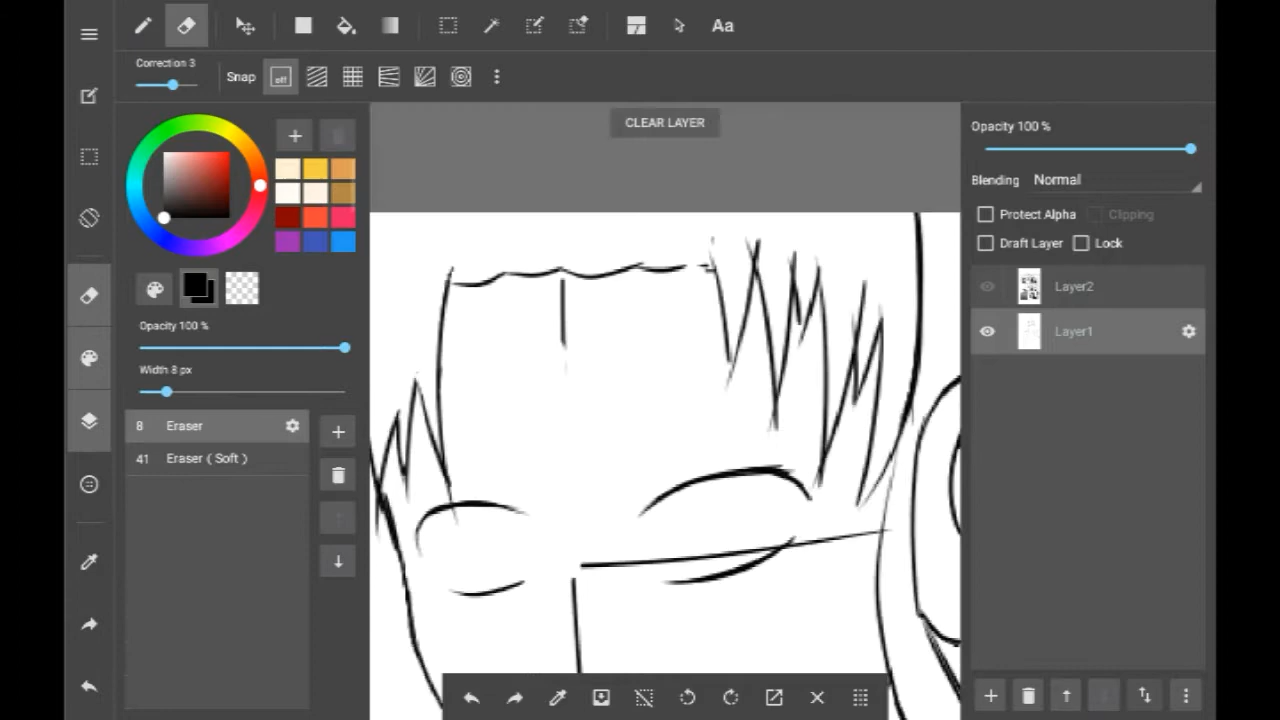 Aa
Correction 3
Snap
off
CLEAR LAYER
Opacity 100 %
Blending Normal
Protect Alpha
Clipping
Draft Layer
Lock
Layer2
Layer1
Opacity 100 %
Width 8 px
8 Eraser
41 Eraser ( Soft )